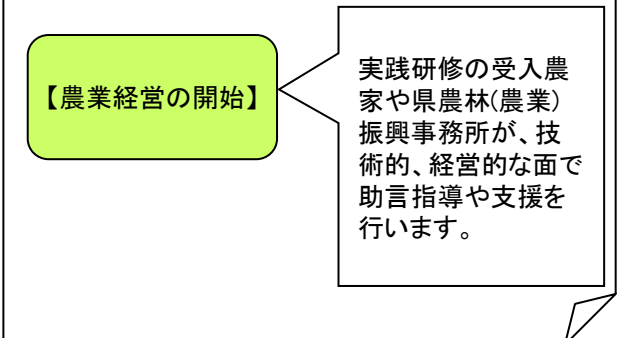 【農業経営の開始】
実践研修の受入農
家や県農林(農業)
振興事務所が、技
術的、経営的な面で
助言指導や支援を
行います。